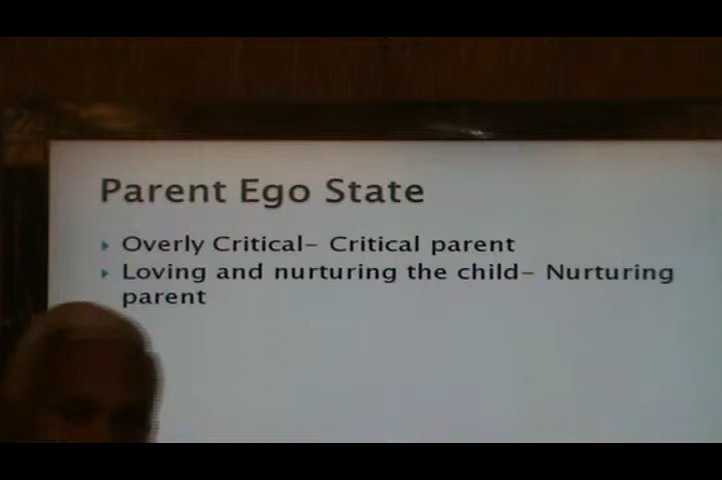 Parent Ego State
Overly Critical– Critical parent
Loving and nurturing the child– Nurturing
parent